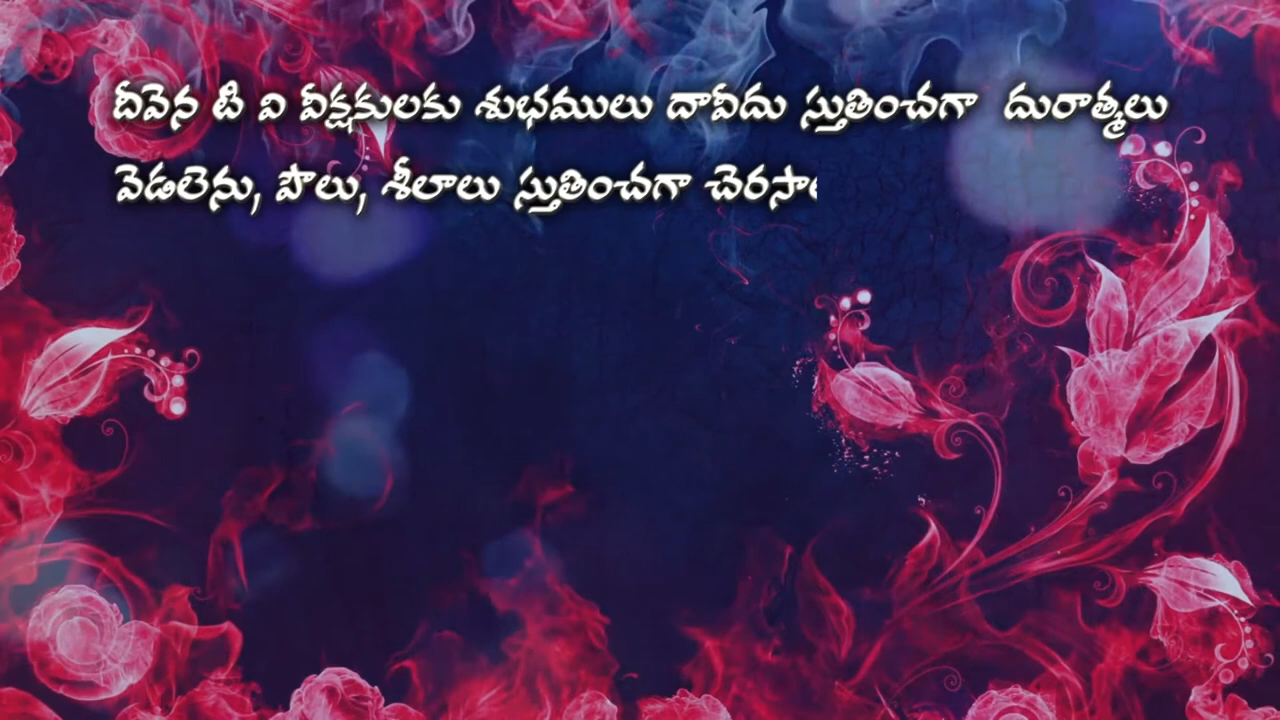 దీవెన టి వి వీక్షకులకు శుభములు దావీదు స్తుతించగా దురాత్మలు
వెడలెను, పౌలు, శీలాలు స్తుతించగా